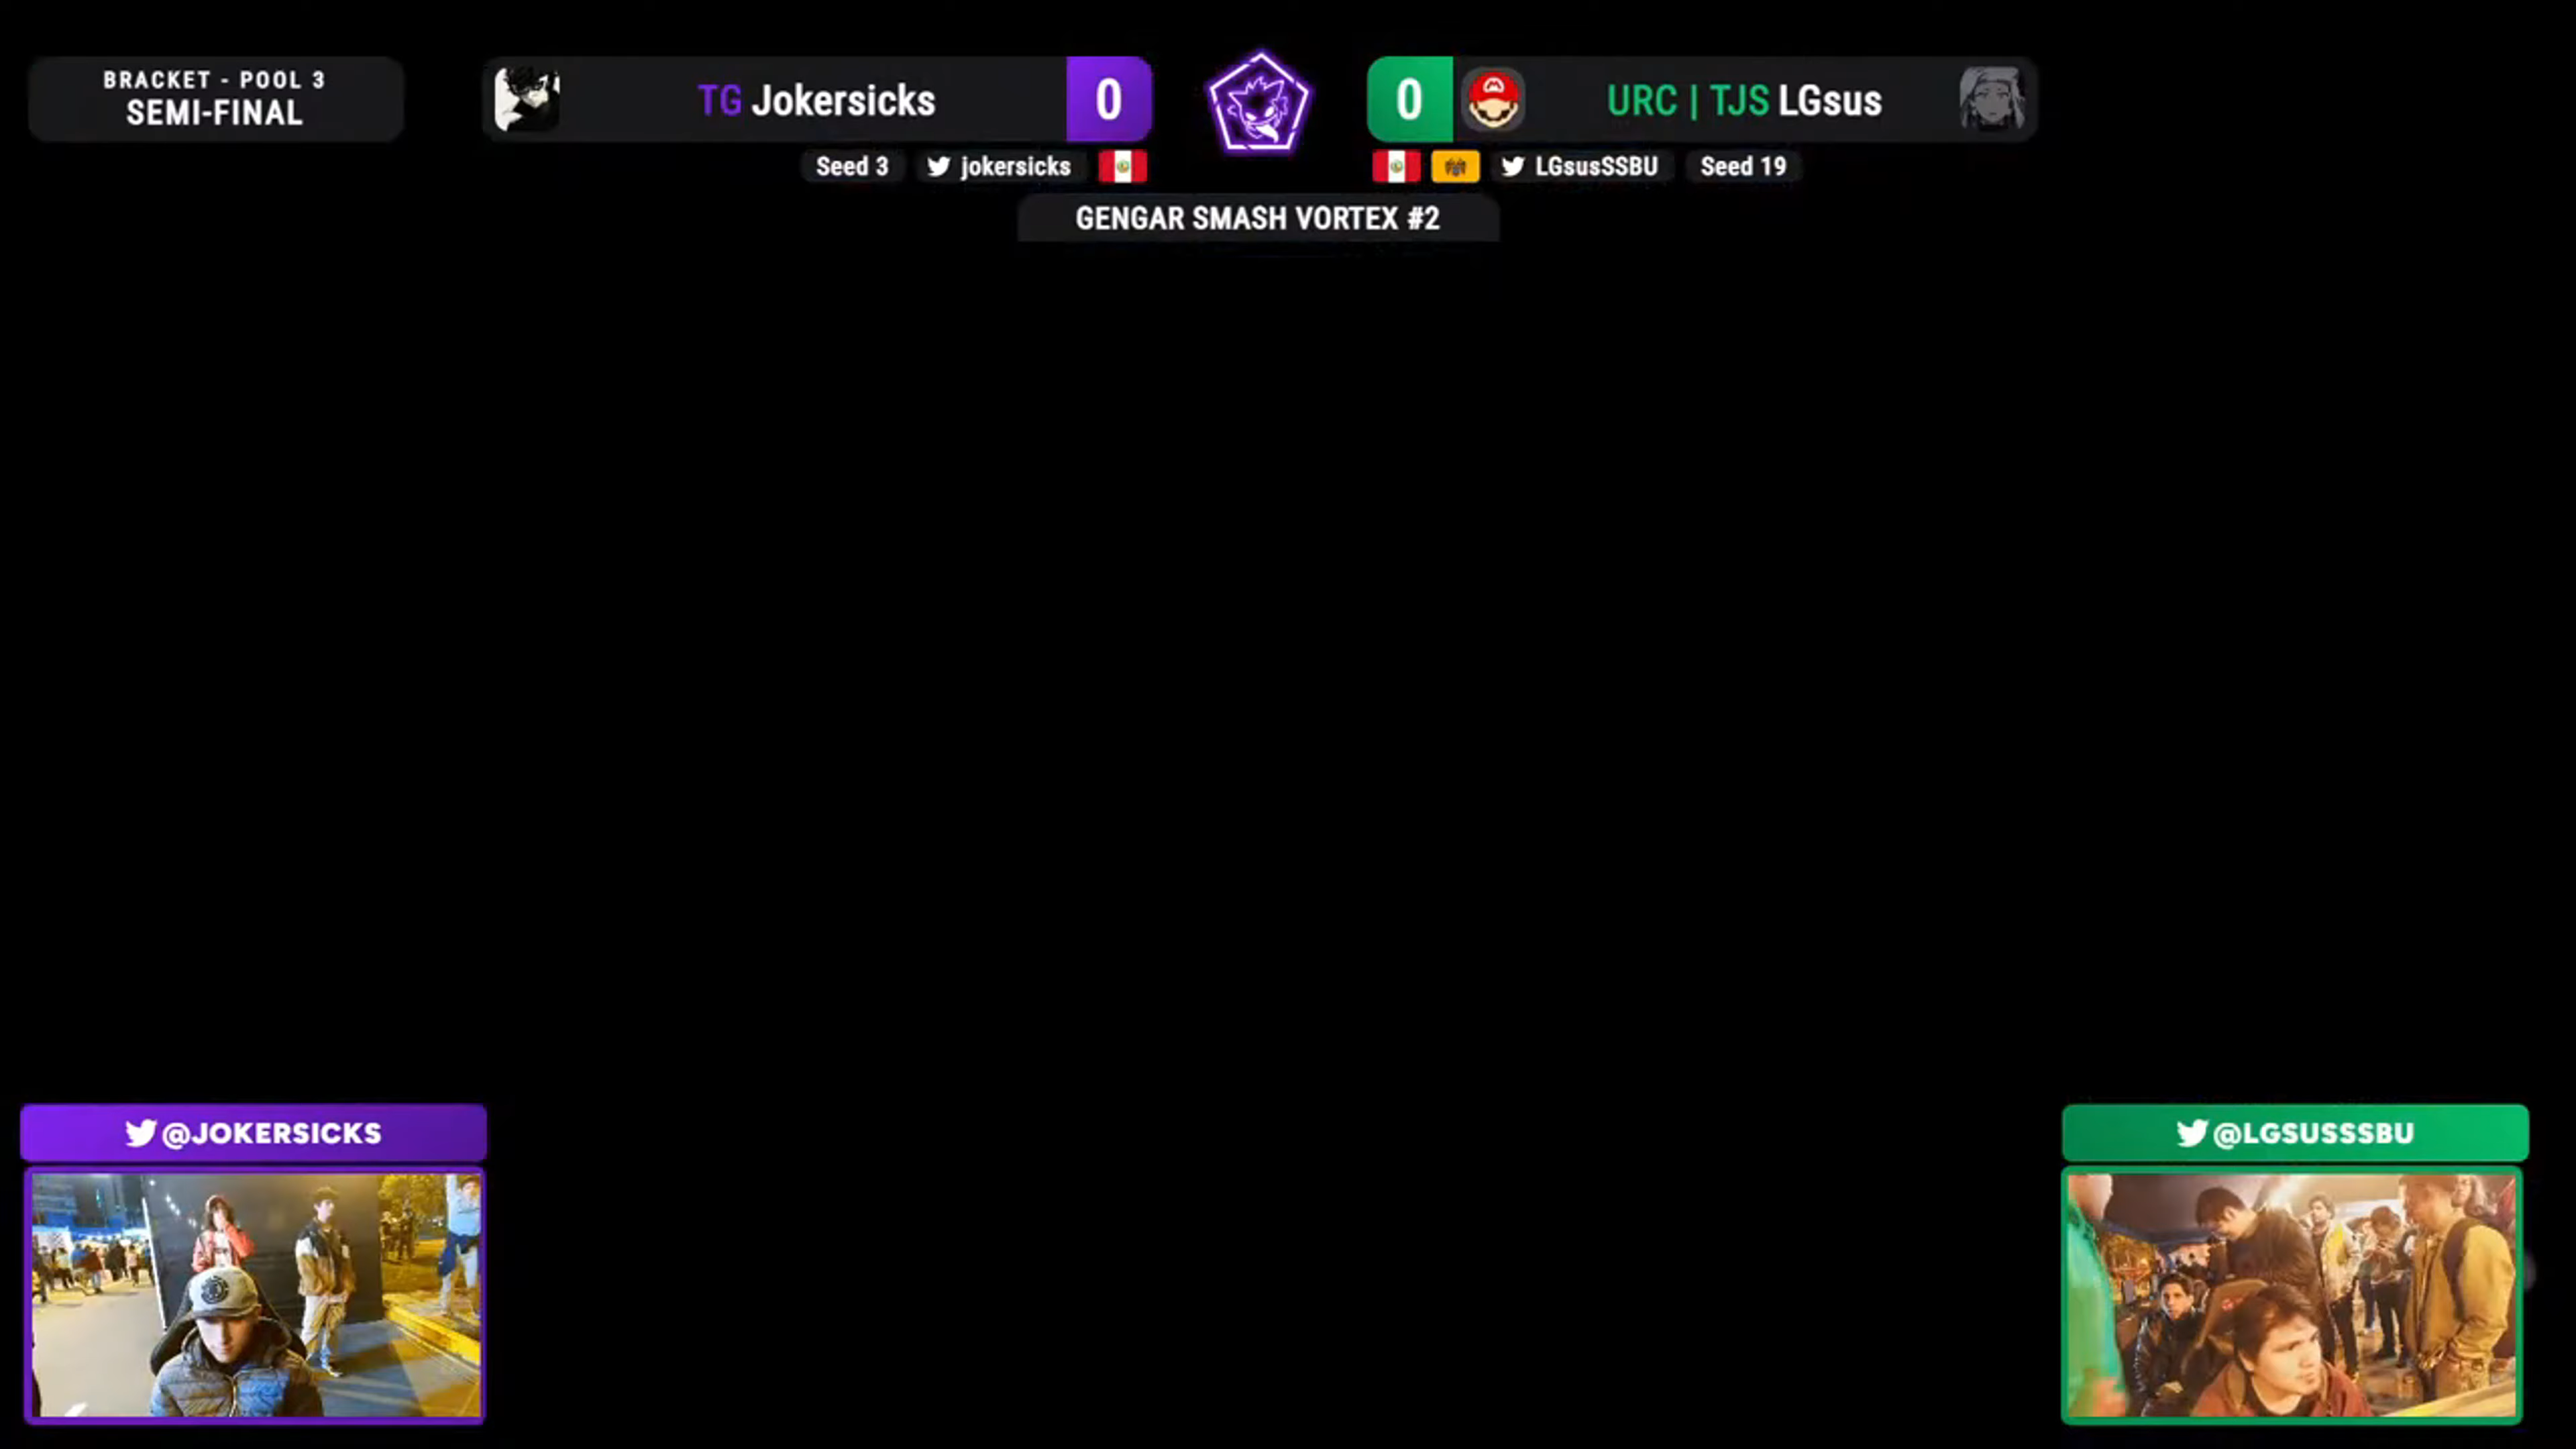 BRACKET - POOL 3
SEMI-FINAL
TG Jokersicks 0
0 URC | TJS LGsus
Seed 3 jokersicks
LGsusSSBU Seed 19
GENGAR SMASH VORTEX #2
@JOKERSICKS
@LGSUSSSBU